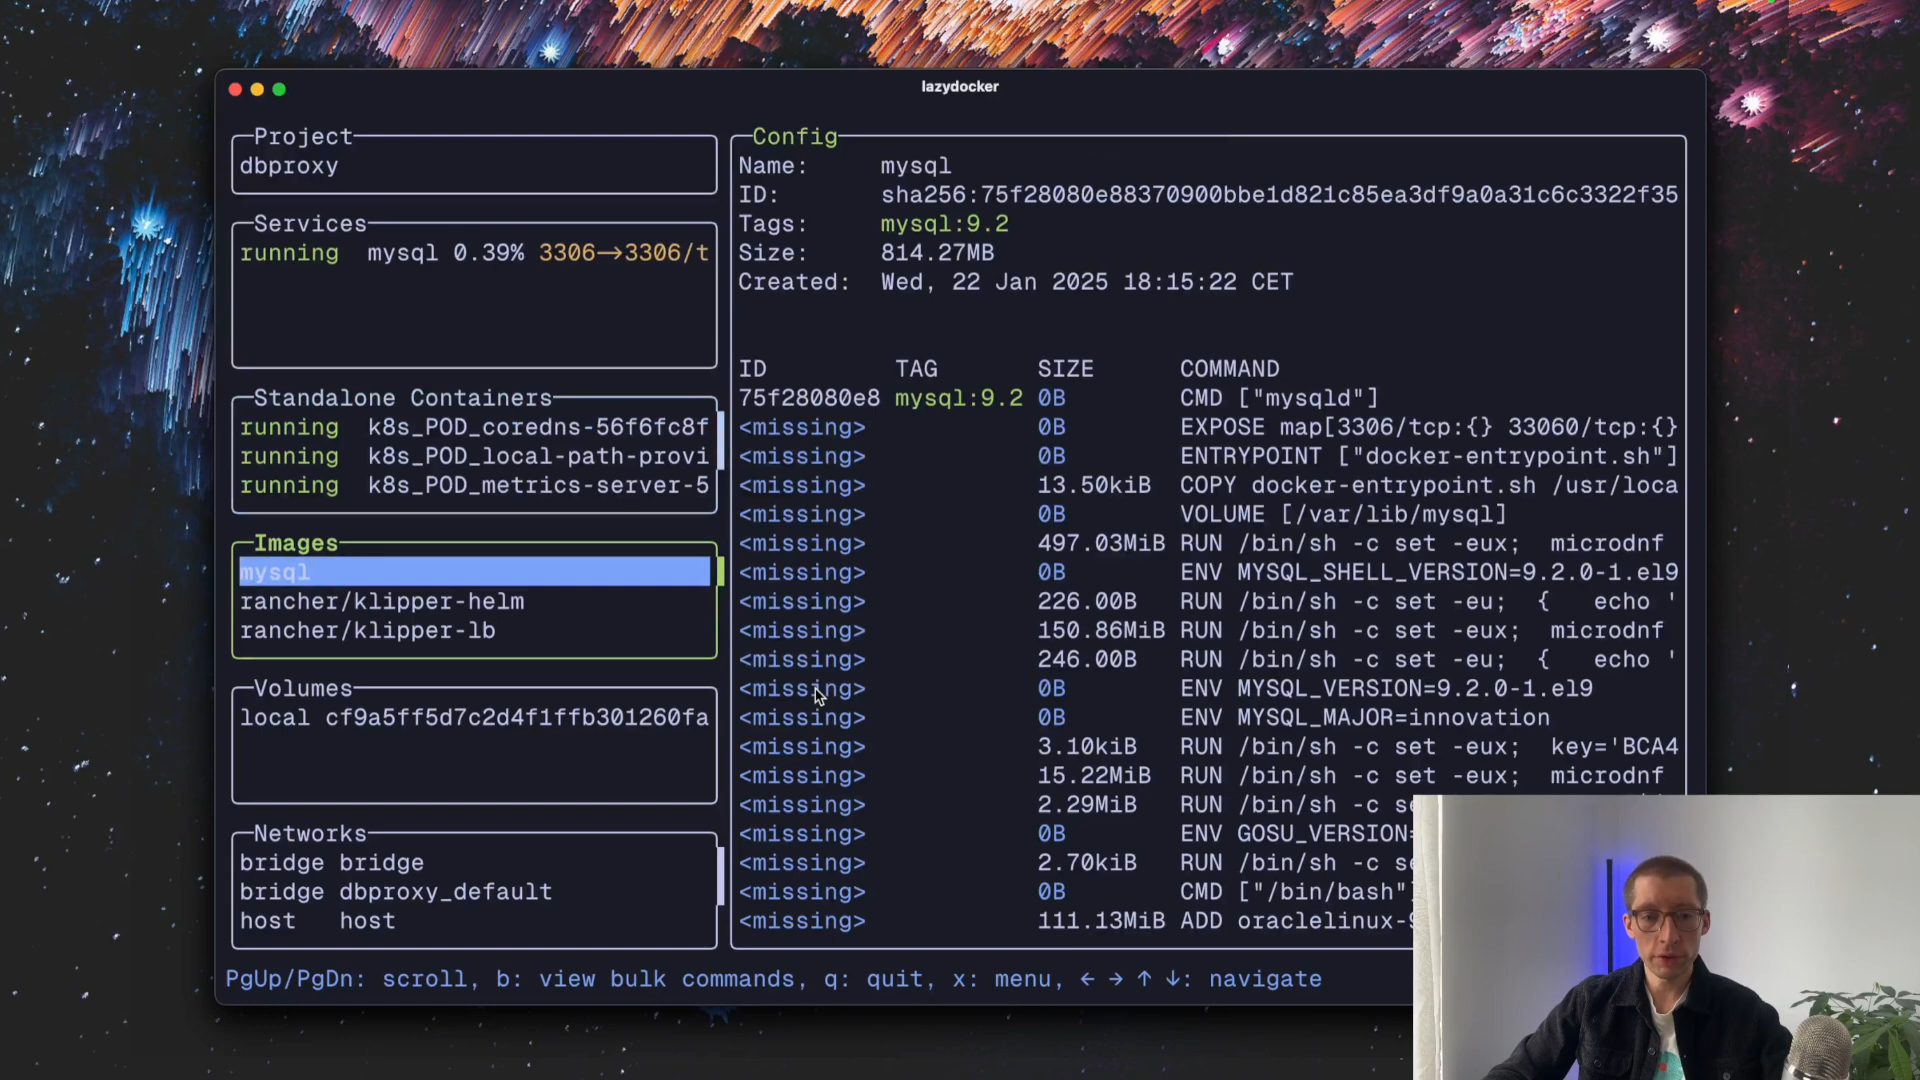 lazydocker
Project
dbproxy
Services
running mysql 0.39% 3306→3306/t
Standalone Containers
running k8s_POD_coredns-56f6fc8f
running k8s_POD_local-path-provi
running k8s_POD_metrics-server-5
Images
mysql
rancher/klipper-helm
rancher/klipper-lb
Volumes
local cf9a5ff5d7c2d4f1ffb301260fa
Networks
bridge bridge
bridge dbproxy_default
host host
Config
Name: mysql
ID: sha256:75f28080e88370900bbe1d821c85ea3df9a0a31c6c3322f35
Tags: mysql:9.2
Size: 814.27MB
Created: Wed, 22 Jan 2025 18:15:22 CET
ID TAG SIZE COMMAND
75f28080e8 mysql:9.2 0B CMD ["mysqld"]
<missing> 0B EXPOSE map[3306/tcp:{} 33060/tcp:{}
<missing> 0B ENTRYPOINT ["docker-entrypoint.sh"]
<missing> 13.50kiB COPY docker-entrypoint.sh /usr/loca
<missing> 0B VOLUME [/var/lib/mysql]
<missing> 497.03MiB RUN /bin/sh -c set -eux; microdnf
<missing> 0B ENV MYSQL_SHELL_VERSION=9.2.0-1.el9
<missing> 226.00B RUN /bin/sh -c set -eu; { echo '
<missing> 150.86MiB RUN /bin/sh -c set -eux; microdnf
<missing> 246.00B RUN /bin/sh -c set -eu; { echo '
<missing> 0B ENV MYSQL_VERSION=9.2.0-1.el9
<missing> 0B ENV MYSQL_MAJOR=innovation
<missing> 3.10kiB RUN /bin/sh -c set -eux; key='BCA4
<missing> 15.22MiB RUN /bin/sh -c set -eux; microdnf
<missing> 2.29MiB RUN /bin/sh -c se
<missing> 0B ENV GOSU_VERSION=
<missing> 2.70kiB RUN /bin/sh -c se
<missing> 0B CMD ["/bin/bash"]
<missing> 111.13MiB ADD oraclelinux-9
PgUp/PgDn: scroll, b: view bulk commands, q: quit, x: menu, ← → ↑ ↓: navigate